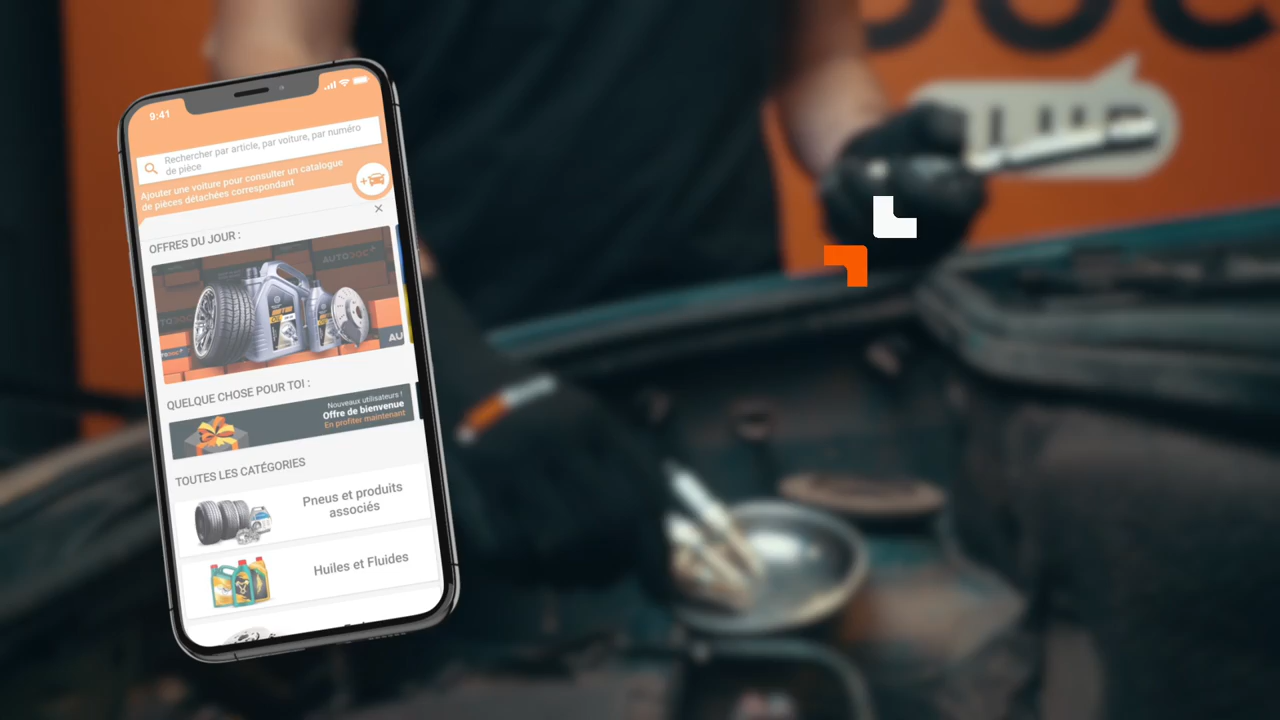 9:41
Rechercher par article, par voiture, par numéro
de pièce
Ajouter une voiture pour consulter un catalogue
de pièces détachées correspondant
OFFRES DU JOUR :
AUTODOC
AU
QUELQUE CHOSE POUR TOI :
Nouveaux utilisateurs !
Offre de bienvenue
En profiter maintenant
TOUTES LES CATÉGORIES
Pneus et produits
associés
Huiles et Fluides